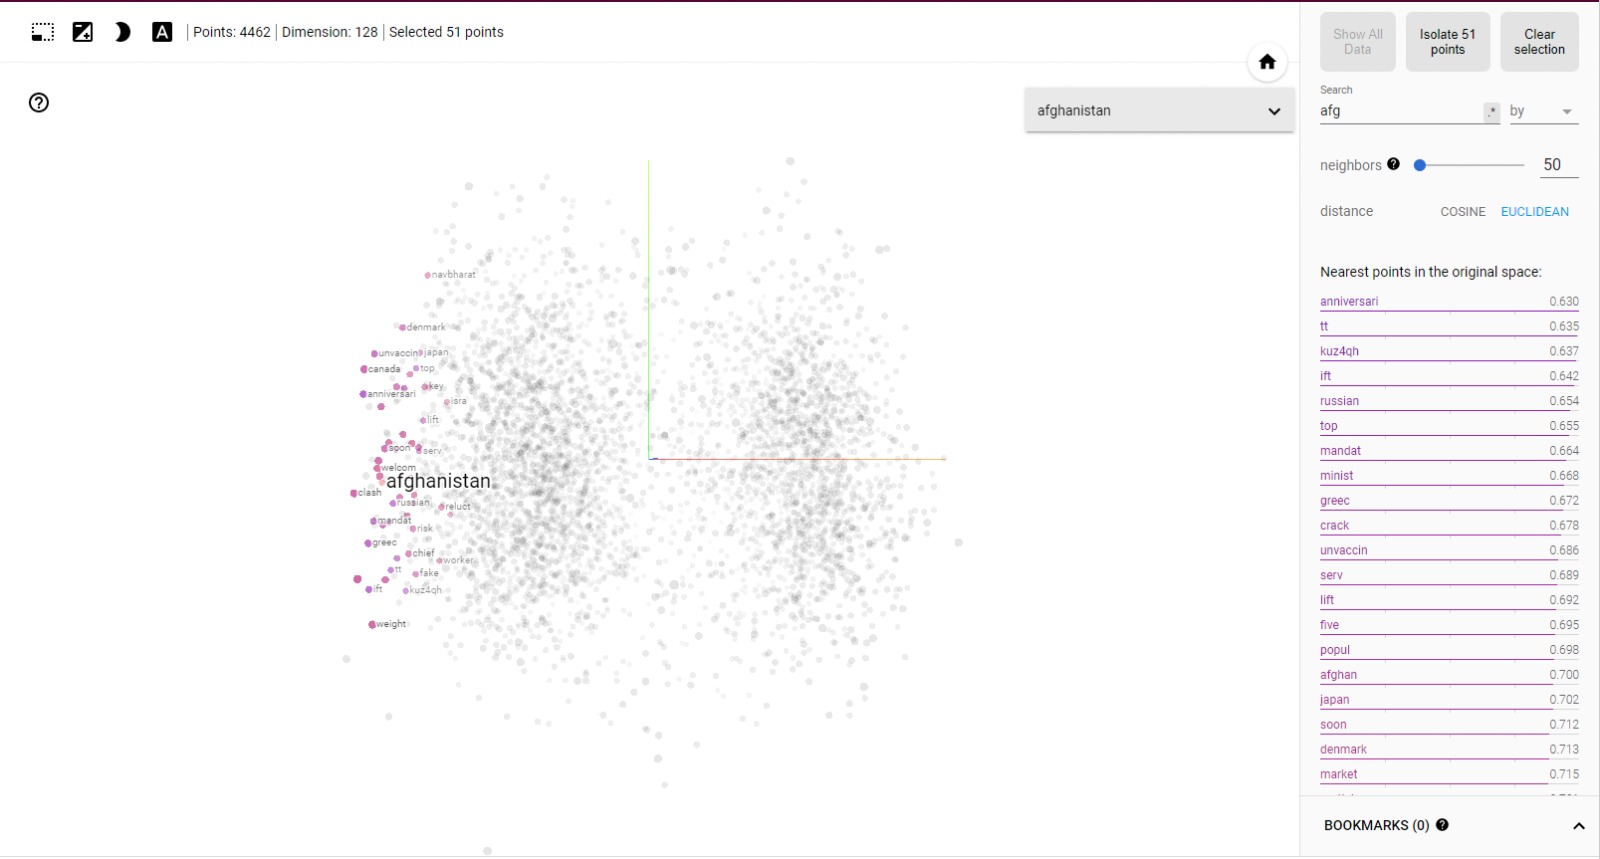 Points: 4462 | Dimension: 128 | Selected 51 points
afghanistan
navbharat
denmark
unvaccin
japan
canada
top
key
anniversari
isra
lift
soon
serv
welcom
afghanistan
clash
russian
reluct
mandat
risk
greec
chief
worker
tt
fake
ift
kuz4qh
weight
Show All Data
Isolate 51 points
Clear selection
Search
afg
.*
by
neighbors
50
distance
COSINE
EUCLIDEAN
Nearest points in the original space:
anniversari 0.630
tt 0.635
kuz4qh 0.637
ift 0.642
russian 0.654
top 0.655
mandat 0.664
minist 0.668
greec 0.672
crack 0.678
unvaccin 0.686
serv 0.689
lift 0.692
five 0.695
popul 0.698
afghan 0.700
japan 0.702
soon 0.712
denmark 0.713
market 0.715
BOOKMARKS (0)